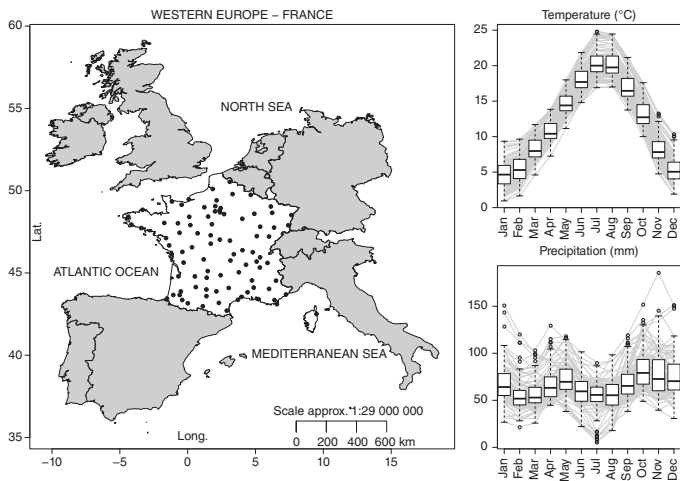 WESTERN EUROPE – FRANCE
60
55
50
45
40
35
Lat.
NORTH SEA
ATLANTIC OCEAN
MEDITERRANEAN SEA
Scale approx. 1:29 000 000
0 200 400 600 km
Long.
−10 −5 0 5 10 15
Temperature (°C)
25
20
15
10
5
0
Jan Feb Mar Apr May Jun Jul Aug Sep Oct Nov Dec
Precipitation (mm)
150
100
50
0
Jan Feb Mar Apr May Jun Jul Aug Sep Oct Nov Dec